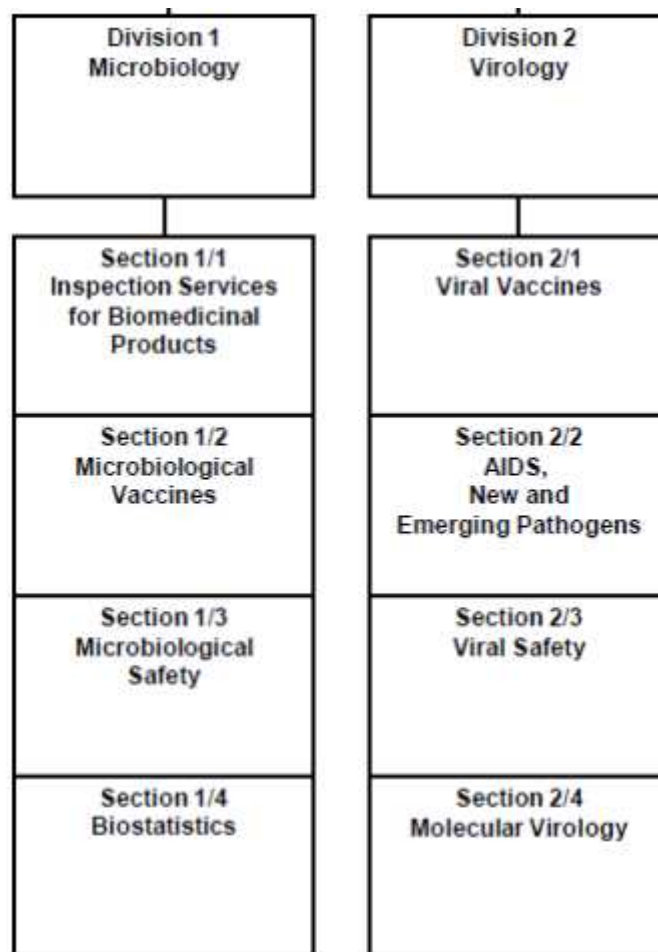 Division 1
Microbiology
Section 1/1
Inspection Services
for Biomedicinal
Products
Section 1/2
Microbiological
Vaccines
Section 1/3
Microbiological
Safety
Section 1/4
Biostatistics
Division 2
Virology
Section 2/1
Viral Vaccines
Section 2/2
AIDS,
New and
Emerging Pathogens
Section 2/3
Viral Safety
Section 2/4
Molecular Virology